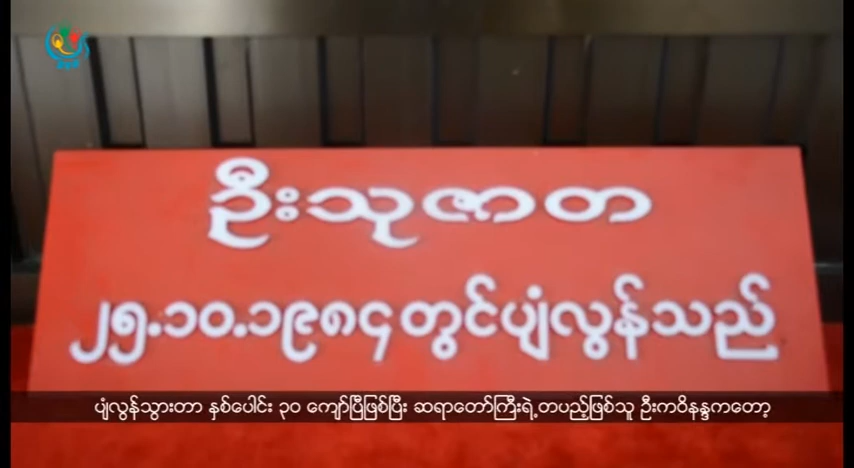 ဦးသုဇာတ
၂၅.၁၀.၁၉၈၄ တွင်ပျံလွန်သည်
ပျံလွန်သွားတာ နှစ်ပေါင်း ၃၀ ကျော်ပြီဖြစ်ပြီး ဆရာတော်ကြီးရဲ့ တပည့်ဖြစ်သူ ဦးကဝိနန္ဒကတော့